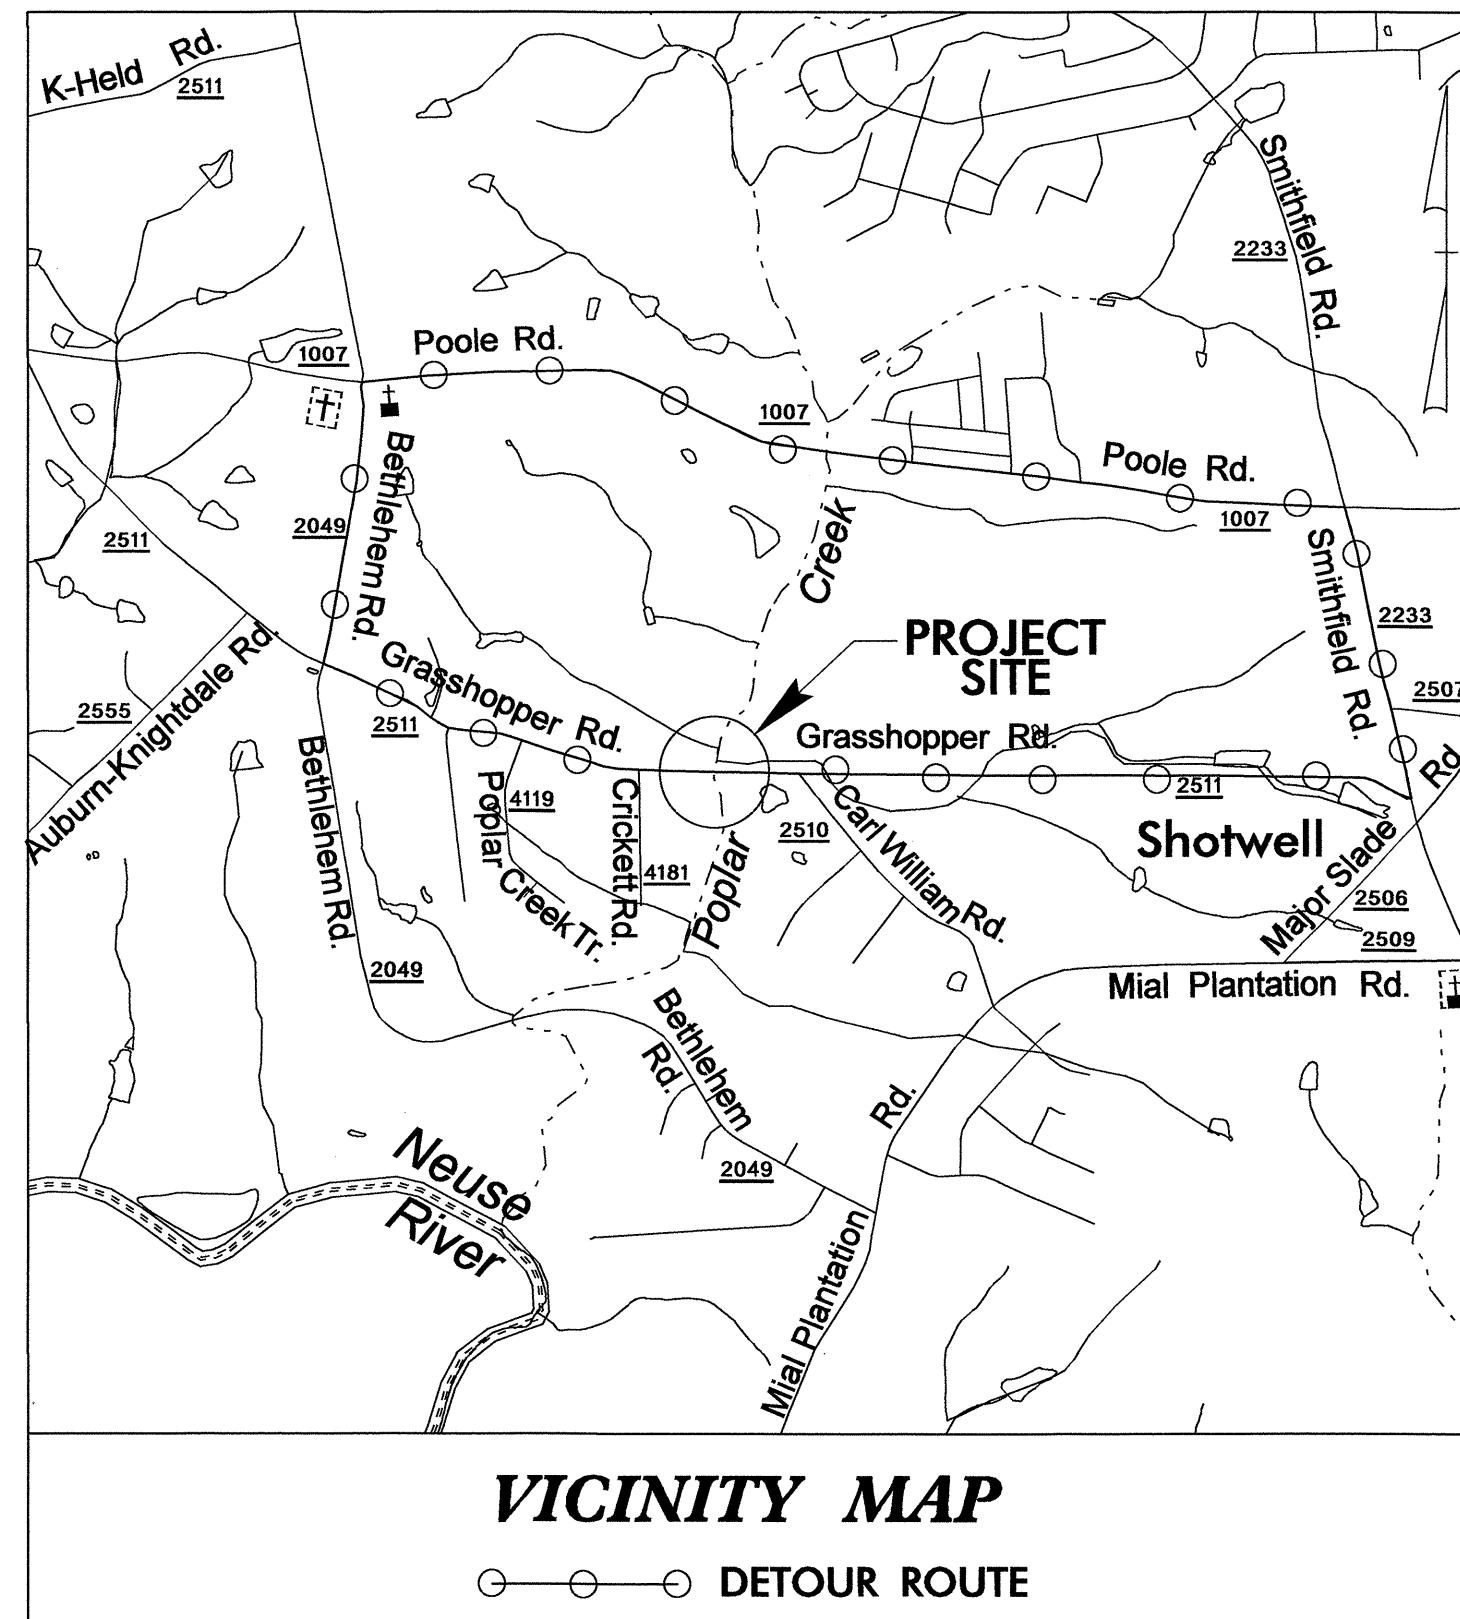 K-Held Rd.
2511
Smithfield Rd.
2233
Poole Rd.
1007
1007
Poole Rd.
1007
Bethlehem Rd.
2049
2511
Creek
Smithfield Rd.
2233
2507
PROJECT
SITE
Auburn-Knightdale Rd.
2555
Grasshopper Rd.
2511
Grasshopper Rd.
2511
Rd
Bethlehem Rd.
Poplar
Creek Tr.
4119
Crickett Rd.
4181
Poplar
2510
Carl William Rd.
Shotwell
Major Slade
2506
2509
2049
Mial Plantation Rd.
Bethlehem
Rd.
2049
Rd.
Mial Plantation
Neuse
River
VICINITY MAP
DETOUR ROUTE